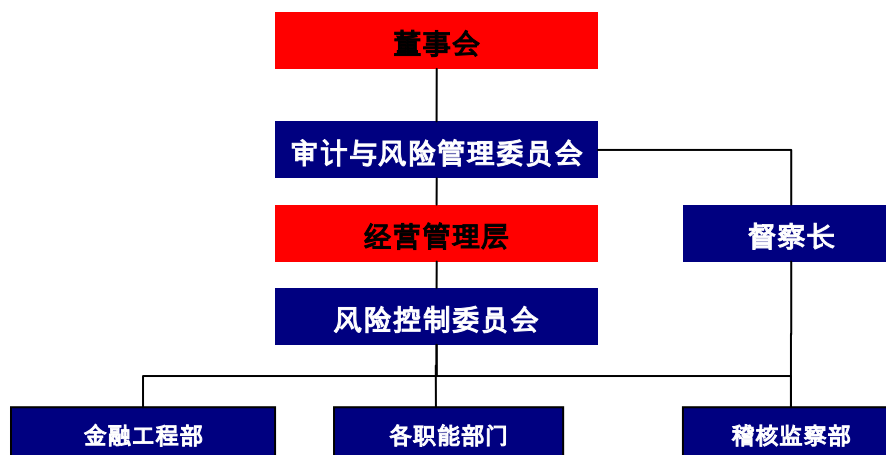 董事会
审计与风险管理委员会
经营管理层
督察长
风险控制委员会
金融工程部
各职能部门
稽核监察部